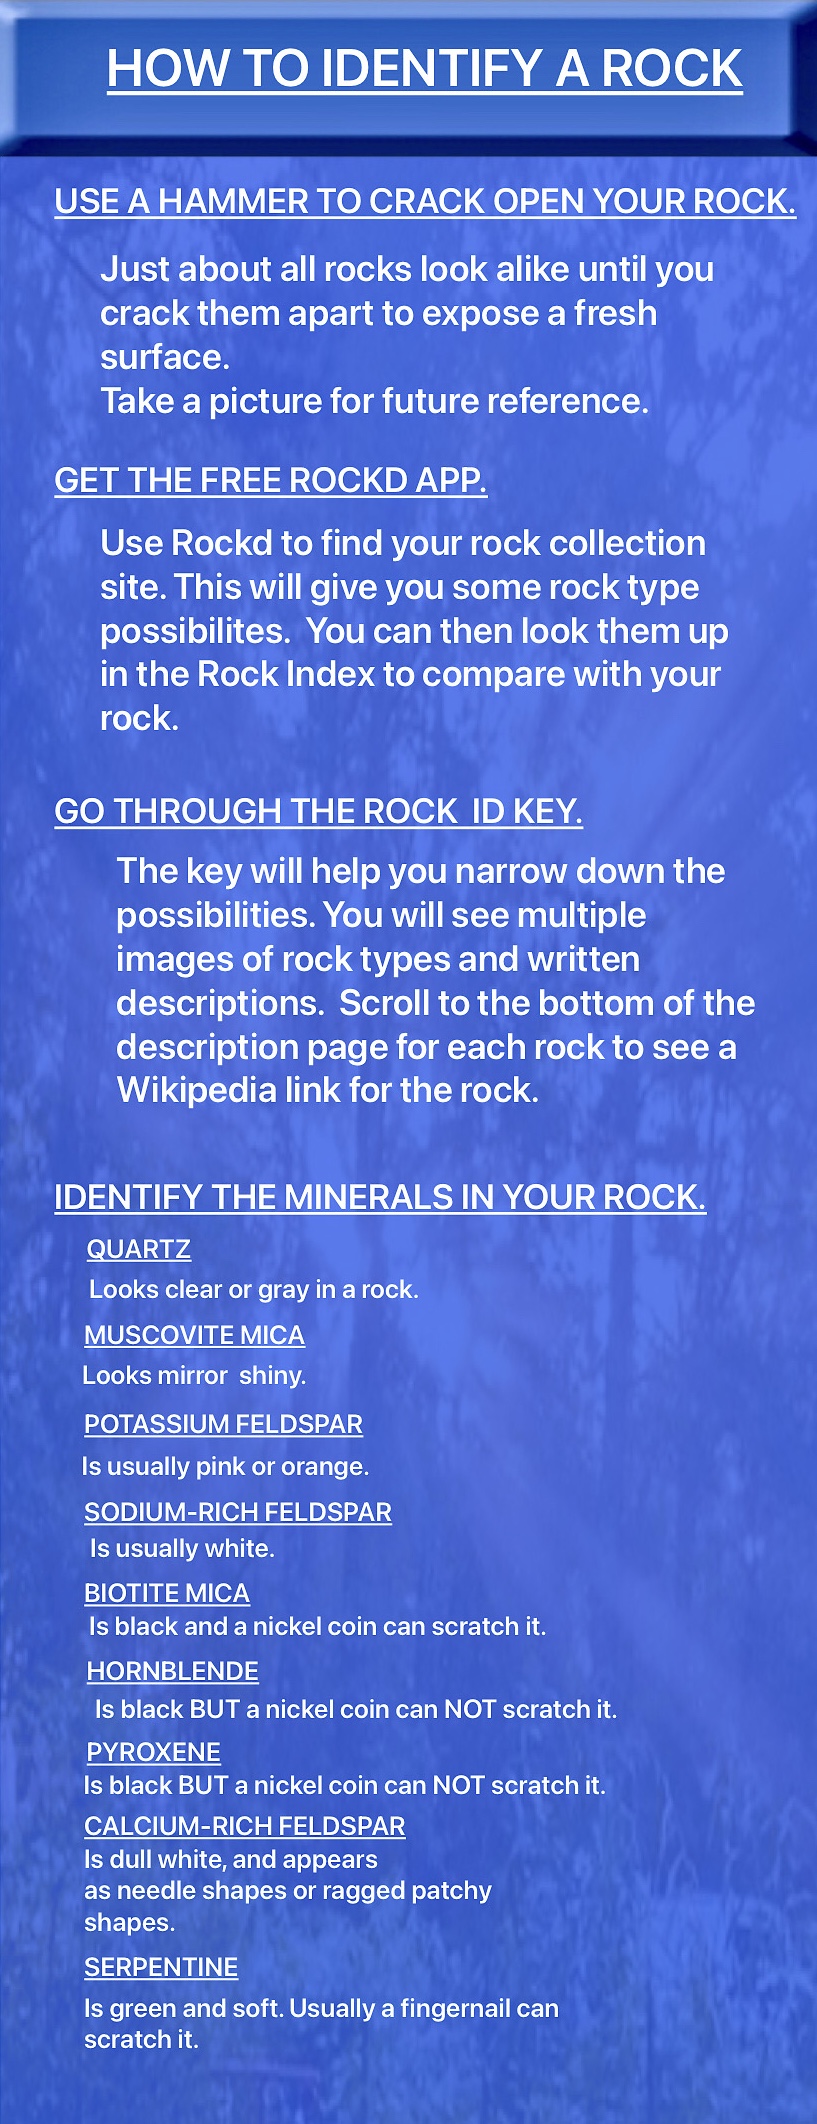 HOW TO IDENTIFY A ROCK
USE A HAMMER TO CRACK OPEN YOUR ROCK.
Just about all rocks look alike until you
crack them apart to expose a fresh
surface.
Take a picture for future reference.
GET THE FREE ROCKD APP.
Use Rockd to find your rock collection
site. This will give you some rock type
possibilites.  You can then look them up
in the Rock Index to compare with your
rock.
GO THROUGH THE ROCK  ID KEY.
The key will help you narrow down the
possibilities. You will see multiple
images of rock types and written
descriptions.  Scroll to the bottom of the
description page for each rock to see a
Wikipedia link for the rock.
IDENTIFY THE MINERALS IN YOUR ROCK.
QUARTZ
Looks clear or gray in a rock.
MUSCOVITE MICA
Looks mirror  shiny.
POTASSIUM FELDSPAR
Is usually pink or orange.
SODIUM-RICH FELDSPAR
Is usually white.
BIOTITE MICA
Is black and a nickel coin can scratch it.
HORNBLENDE
Is black BUT a nickel coin can NOT scratch it.
PYROXENE
Is black BUT a nickel coin can NOT scratch it.
CALCIUM-RICH FELDSPAR
Is dull white, and appears
as needle shapes or ragged patchy
shapes.
SERPENTINE
Is green and soft. Usually a fingernail can
scratch it.